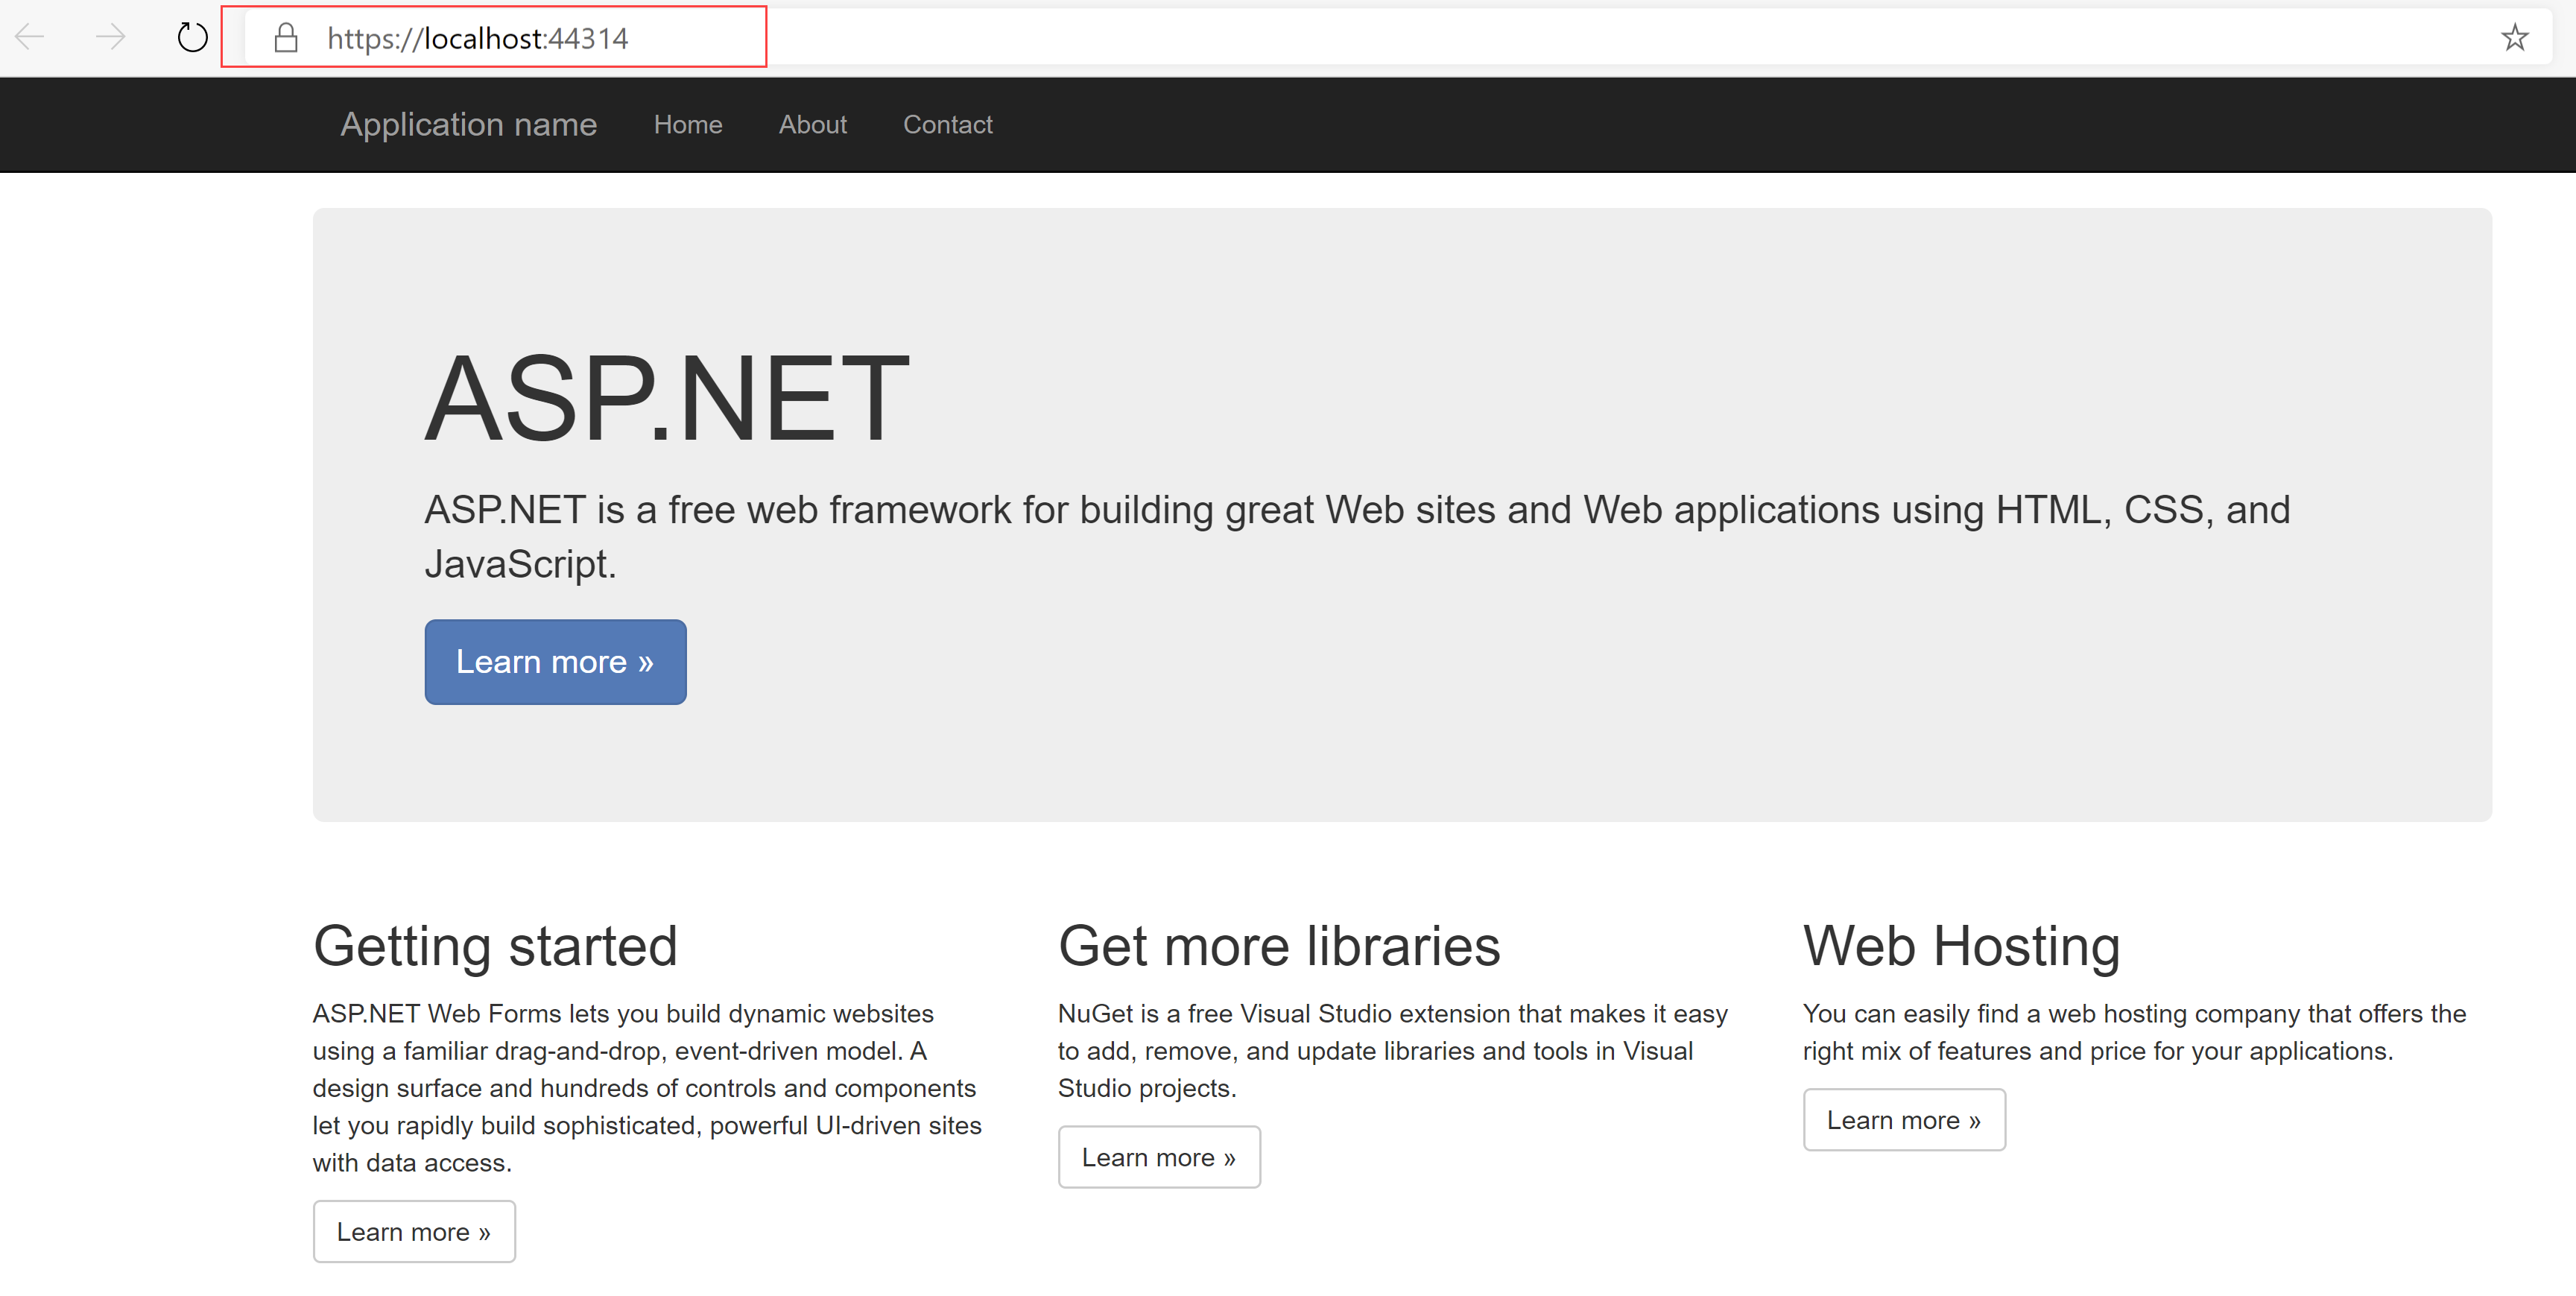 https://localhost:44314
Application name Home About Contact
ASP.NET
ASP.NET is a free web framework for building great Web sites and Web applications using HTML, CSS, and
JavaScript.
Learn more »
Getting started
ASP.NET Web Forms lets you build dynamic websites
using a familiar drag-and-drop, event-driven model. A
design surface and hundreds of controls and components
let you rapidly build sophisticated, powerful UI-driven sites
with data access.
Learn more »
Get more libraries
NuGet is a free Visual Studio extension that makes it easy
to add, remove, and update libraries and tools in Visual
Studio projects.
Learn more »
Web Hosting
You can easily find a web hosting company that offers the
right mix of features and price for your applications.
Learn more »